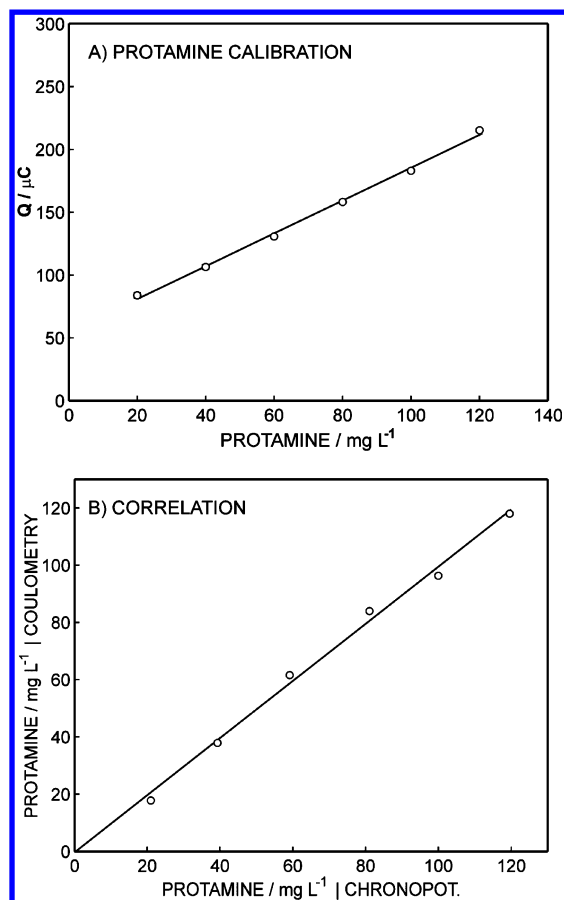 A) PROTAMINE CALIBRATION
Q / μC
300
250
200
150
100
50
0
0 20 40 60 80 100 120 140
PROTAMINE / mg L⁻¹
B) CORRELATION
PROTAMINE / mg L⁻¹ | COULOMETRY
120
100
80
60
40
20
0
0 20 40 60 80 100 120
PROTAMINE / mg L⁻¹ | CHRONOPOT.